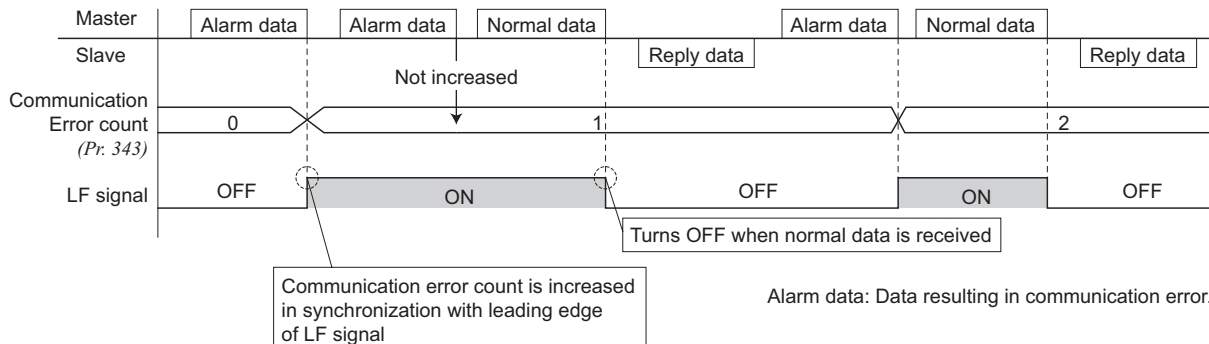 Master
Alarm data
Alarm data
Normal data
Alarm data
Normal data
Slave
Reply data
Reply data
Not increased
Communication
Error count
(Pr. 343)
0
1
2
LF signal
OFF
ON
OFF
ON
OFF
Turns OFF when normal data is received
Communication error count is increased
in synchronization with leading edge
of LF signal
Alarm data: Data resulting in communication error.